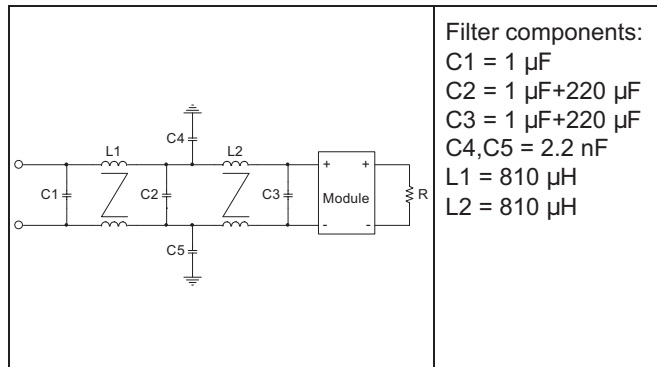 C4
L1
L2
C1
C2
C3
+
+
Module
-
-
R
C5
Filter components:
C1 = 1 µF
C2 = 1 µF+220 µF
C3 = 1 µF+220 µF
C4,C5 = 2.2 nF
L1 = 810 µH
L2 = 810 µH